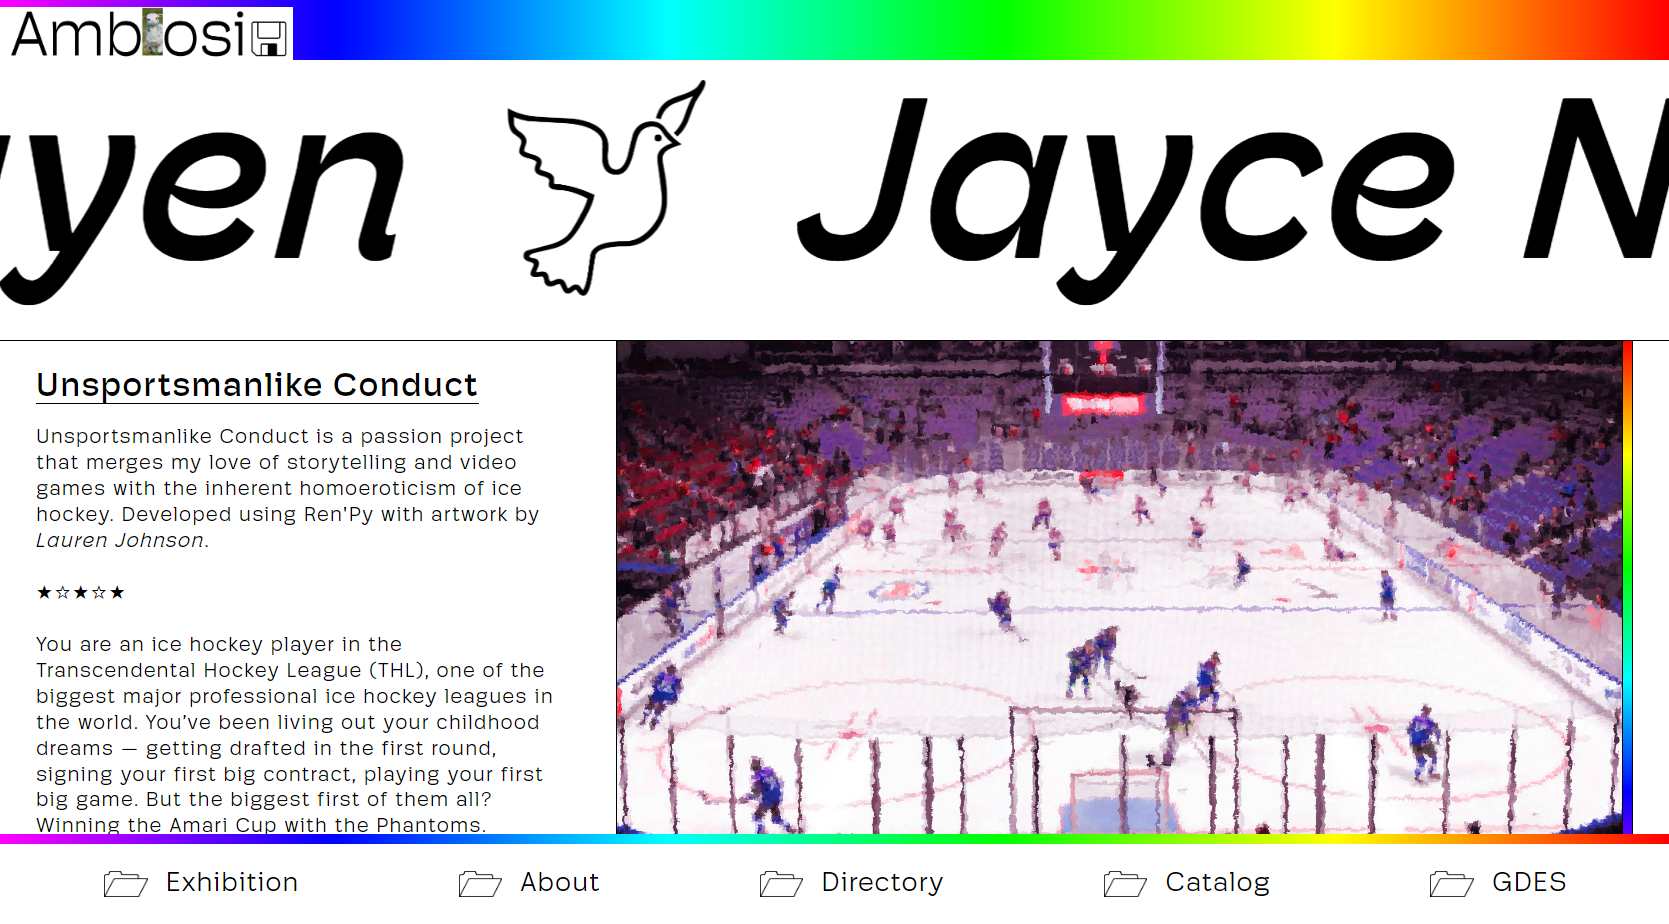 Ambiosi
yen Jayce N
Unsportsmanlike Conduct
Unsportsmanlike Conduct is a passion project
that merges my love of storytelling and video
games with the inherent homoeroticism of ice
hockey. Developed using Ren'Py with artwork by
Lauren Johnson.
★☆★☆★
You are an ice hockey player in the
Transcendental Hockey League (THL), one of the
biggest major professional ice hockey leagues in
the world. You’ve been living out your childhood
dreams — getting drafted in the first round,
signing your first big contract, playing your first
big game. But the biggest first of them all?
Winning the Amari Cup with the Phantoms.
Exhibition
About
Directory
Catalog
GDES